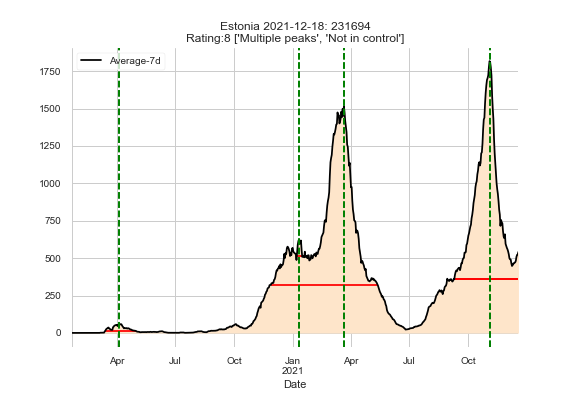 Estonia 2021-12-18: 231694
Rating:8 ['Multiple peaks', 'Not in control']
Average-7d
1750
1500
1250
1000
750
500
250
0
Apr Jul Oct Jan Apr Jul Oct
2021
Date